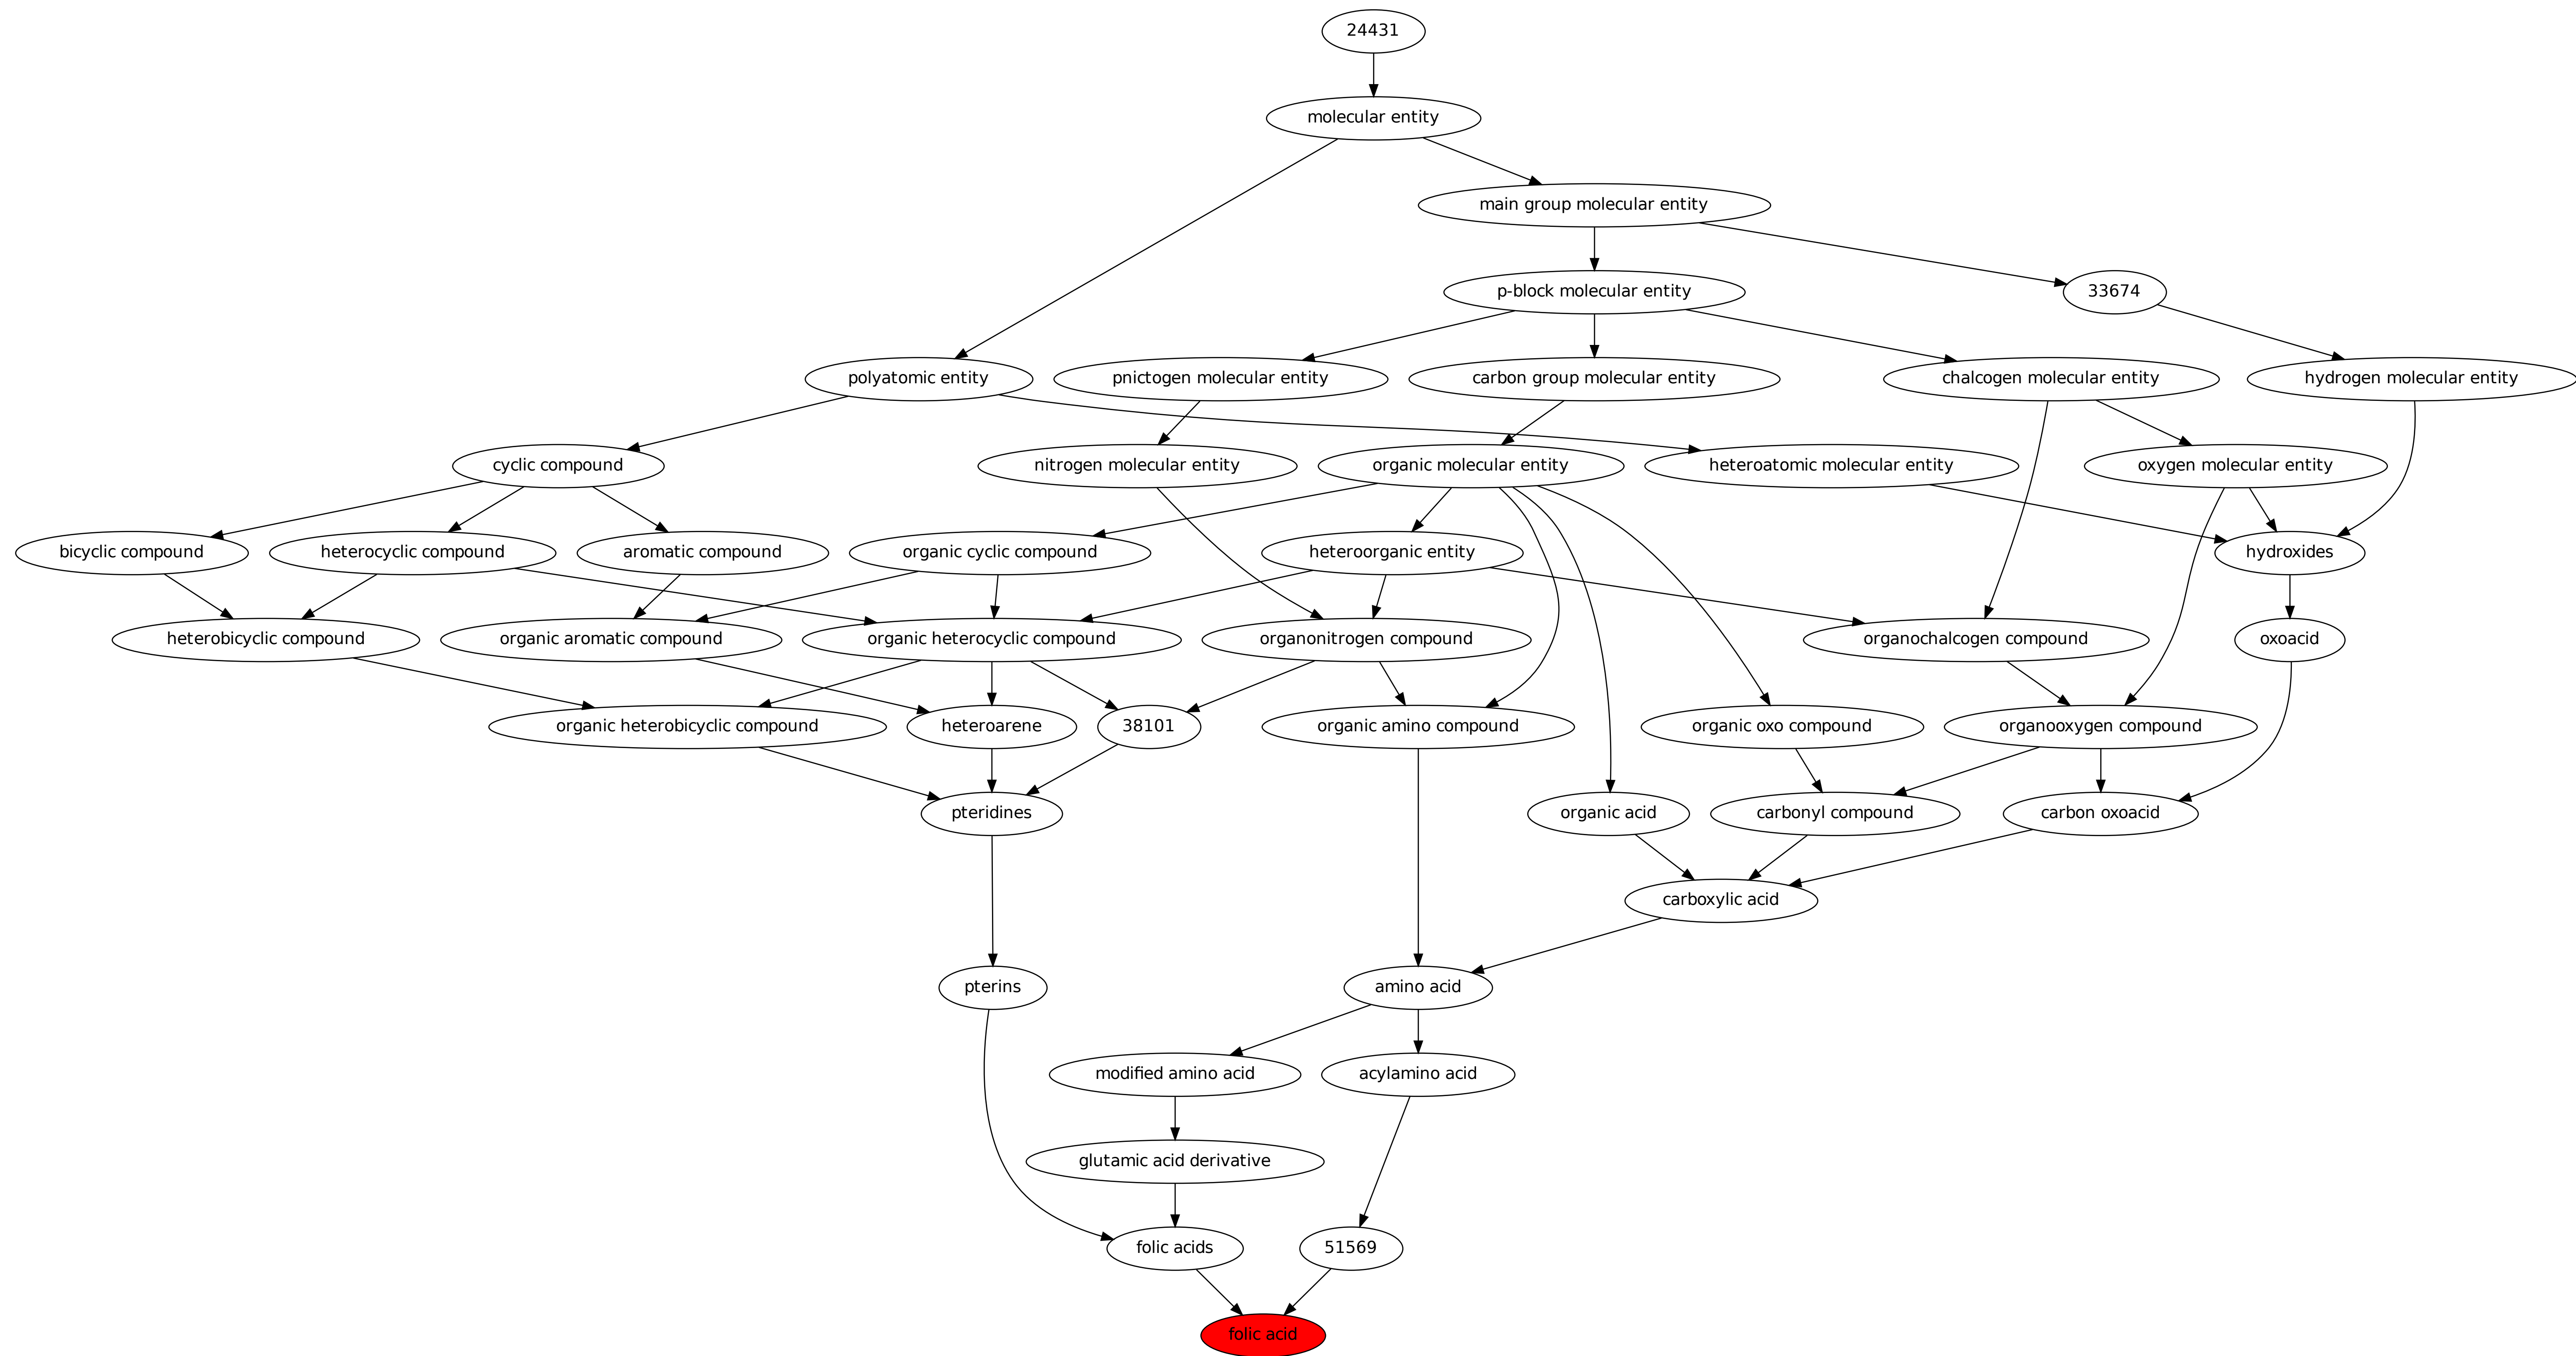 24431
molecular entity
main group molecular entity
p-block molecular entity
33674
polyatomic entity
pnictogen molecular entity
carbon group molecular entity
chalcogen molecular entity
hydrogen molecular entity
cyclic compound
nitrogen molecular entity
organic molecular entity
heteroatomic molecular entity
oxygen molecular entity
bicyclic compound
heterocyclic compound
aromatic compound
organic cyclic compound
heteroorganic entity
hydroxides
heterobicyclic compound
organic aromatic compound
organic heterocyclic compound
organonitrogen compound
organochalcogen compound
oxoacid
organic heterobicyclic compound
heteroarene
38101
organic amino compound
organic oxo compound
organooxygen compound
pteridines
organic acid
carbonyl compound
carbon oxoacid
carboxylic acid
pterins
amino acid
modified amino acid
acylamino acid
glutamic acid derivative
folic acids
51569
folic acid